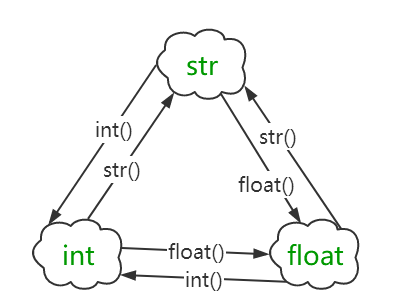 str
int()
str()
str()
float()
int
float()
float
int()